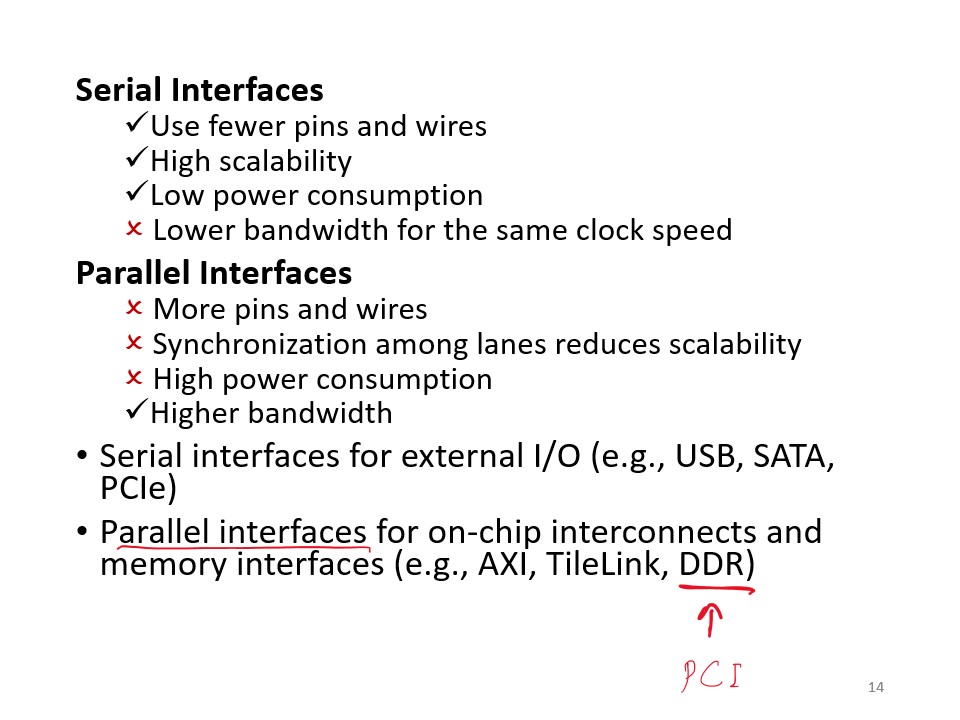 Serial Interfaces
✓Use fewer pins and wires
✓High scalability
✓Low power consumption
× Lower bandwidth for the same clock speed
Parallel Interfaces
× More pins and wires
× Synchronization among lanes reduces scalability
× High power consumption
✓Higher bandwidth
• Serial interfaces for external I/O (e.g., USB, SATA,
PCIe)
• Parallel interfaces for on-chip interconnects and
memory interfaces (e.g., AXI, TileLink, DDR)
PCI
14